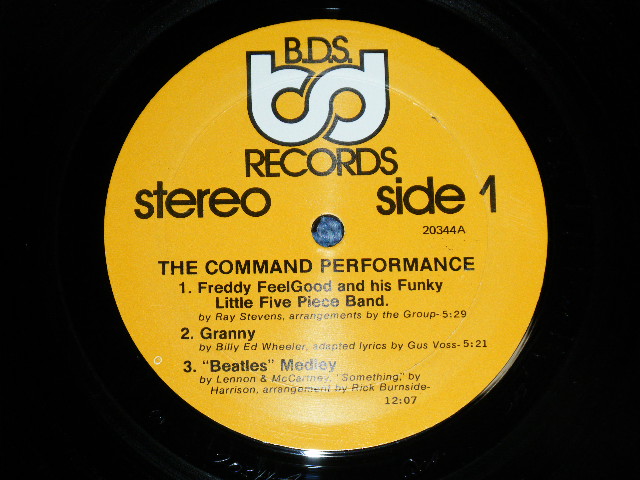 B.D.S.
bd
RECORDS
stereo side 1
20344A
THE COMMAND PERFORMANCE
1. Freddy FeelGood and his Funky
Little Five Piece Band.
by Ray Stevens, arrangements by the Group-5:29
2. Granny
by Billy Ed Wheeler, adapted lyrics by Gus Voss-5:21
3. "Beatles" Medley
by Lennon & McCartney, "Something," by
Harrison, arrangement by Rick Burnside-
12:07